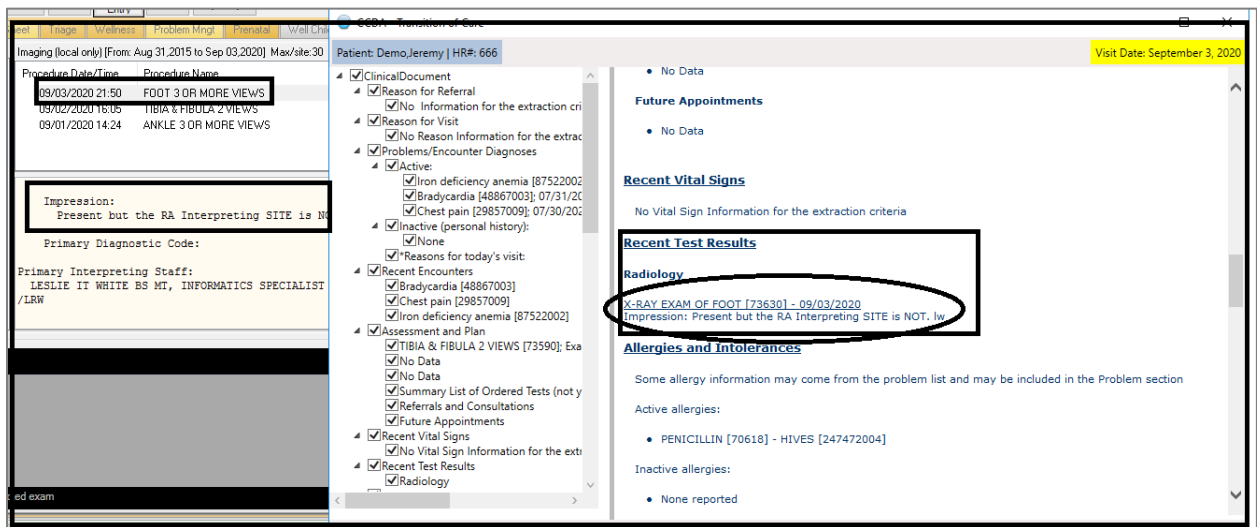 Entry
eet Triage Wellness Problem Mngt Prenatal Well Chil
Imaging (local only) [From: Aug 31,2015 to Sep 03,2020] Max/site:30
Procedure Date/Time Procedure Name
09/03/2020 21:50 FOOT 3 OR MORE VIEWS
09/02/2020 16:05 TIBIA & FIBULA 2 VIEWS
09/01/2020 14:24 ANKLE 3 OR MORE VIEWS
Impression:
Present but the RA Interpreting SITE is NO
Primary Diagnostic Code:
Primary Interpreting Staff:
LESLIE IT WHITE BS MT, INFORMATICS SPECIALIST
/LRW
ed exam
CCDA - Transition of Care
Patient: Demo,Jeremy | HR#: 666
Visit Date: September 3, 2020
ClinicalDocument
Reason for Referral
No Information for the extraction cri
Reason for Visit
No Reason Information for the extrac
Problems/Encounter Diagnoses
Active:
Iron deficiency anemia [87522002
Bradycardia [48867003]; 07/31/20
Chest pain [29857009]; 07/30/202
Inactive (personal history):
None
*Reasons for today's visit:
Recent Encounters
Bradycardia [48867003]
Chest pain [29857009]
Iron deficiency anemia [87522002]
Assessment and Plan
TIBIA & FIBULA 2 VIEWS [73590]; Exa
No Data
No Data
Summary List of Ordered Tests (not y
Referrals and Consultations
Future Appointments
Recent Vital Signs
No Vital Sign Information for the extr
Recent Test Results
Radiology
• No Data
Future Appointments
• No Data
Recent Vital Signs
No Vital Sign Information for the extraction criteria
Recent Test Results
Radiology
X-RAY EXAM OF FOOT [73630] - 09/03/2020
Impression: Present but the RA Interpreting SITE is NOT. lw
Allergies and Intolerances
Some allergy information may come from the problem list and may be included in the Problem section
Active allergies:
• PENICILLIN [70618] - HIVES [247472004]
Inactive allergies:
• None reported